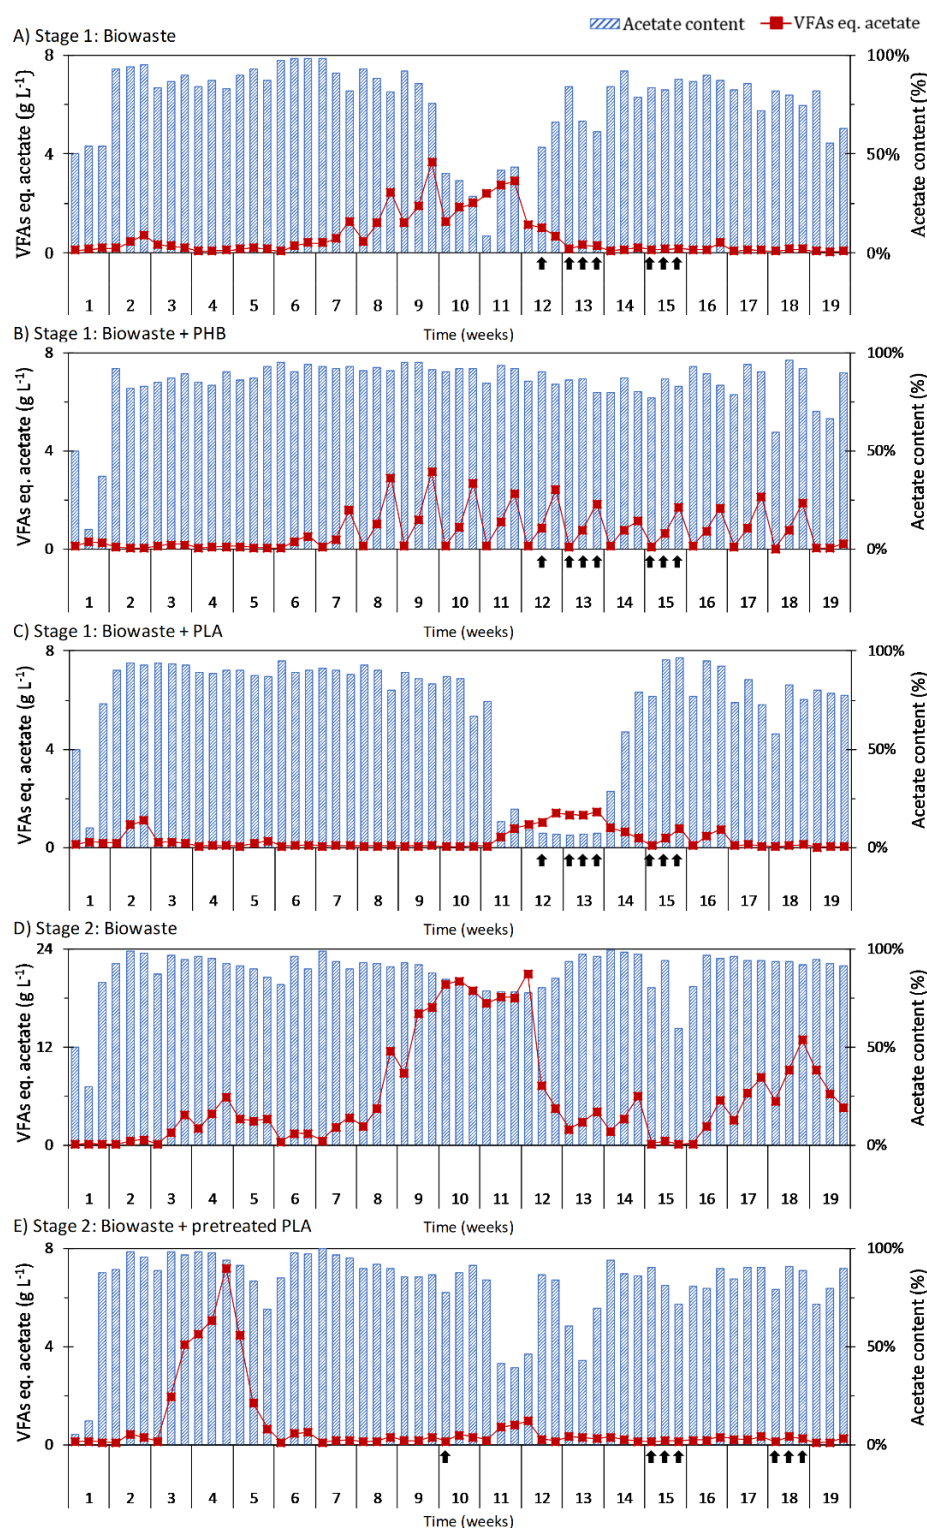 Acetate content VFAs eq. acetate
A) Stage 1: Biowaste
VFAs eq. acetate (g L⁻¹)
8
4
0
100%
50%
0%
Acetate content (%)
1 2 3 4 5 6 7 8 9 10 11 12 13 14 15 16 17 18 19
Time (weeks)
B) Stage 1: Biowaste + PHB
VFAs eq. acetate (g L⁻¹)
8
4
0
100%
50%
0%
Acetate content (%)
1 2 3 4 5 6 7 8 9 10 11 12 13 14 15 16 17 18 19
Time (weeks)
C) Stage 1: Biowaste + PLA
VFAs eq. acetate (g L⁻¹)
8
4
0
100%
50%
0%
Acetate content (%)
1 2 3 4 5 6 7 8 9 10 11 12 13 14 15 16 17 18 19
Time (weeks)
D) Stage 2: Biowaste
VFAs eq. acetate (g L⁻¹)
24
12
0
100%
50%
0%
Acetate content (%)
1 2 3 4 5 6 7 8 9 10 11 12 13 14 15 16 17 18 19
Time (weeks)
E) Stage 2: Biowaste + pretreated PLA
VFAs eq. acetate (g L⁻¹)
8
4
0
100%
50%
0%
Acetate content (%)
1 2 3 4 5 6 7 8 9 10 11 12 13 14 15 16 17 18 19
Time (weeks)